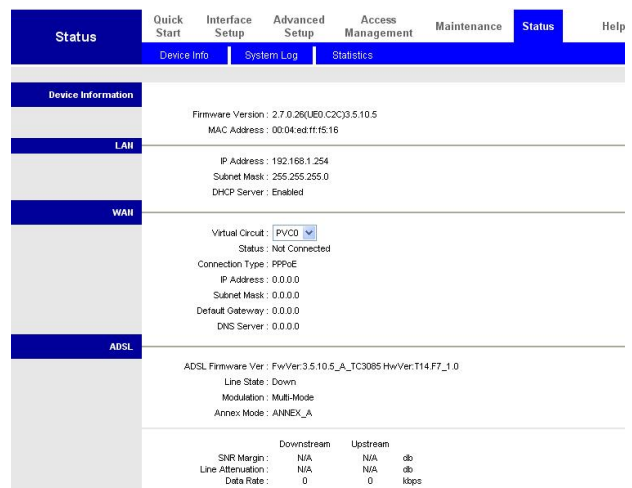 Status
Quick Start
Interface Setup
Advanced Setup
Access Management
Maintenance
Status
Help
Device Info
System Log
Statistics
Device Information
Firmware Version : 2.7.0.26(UE0.C2C)3.5.10.5
MAC Address : 00:04:ed:ff:f5:16
LAN
IP Address : 192.168.1.254
Subnet Mask : 255.255.255.0
DHCP Server : Enabled
WAN
Virtual Circuit : PVC0
Status : Not Connected
Connection Type : PPPoE
IP Address : 0.0.0.0
Subnet Mask : 0.0.0.0
Default Gateway : 0.0.0.0
DNS Server : 0.0.0.0
ADSL
ADSL Firmware Ver : FwVer:3.5.10.5_A_TC3085 HwVer:T14.F7_1.0
Line State : Down
Modulation : Multi-Mode
Annex Mode : ANNEX_A
Downstream Upstream
SNR Margin : N/A N/A db
Line Attenuation : N/A N/A db
Data Rate : 0 0 kbps